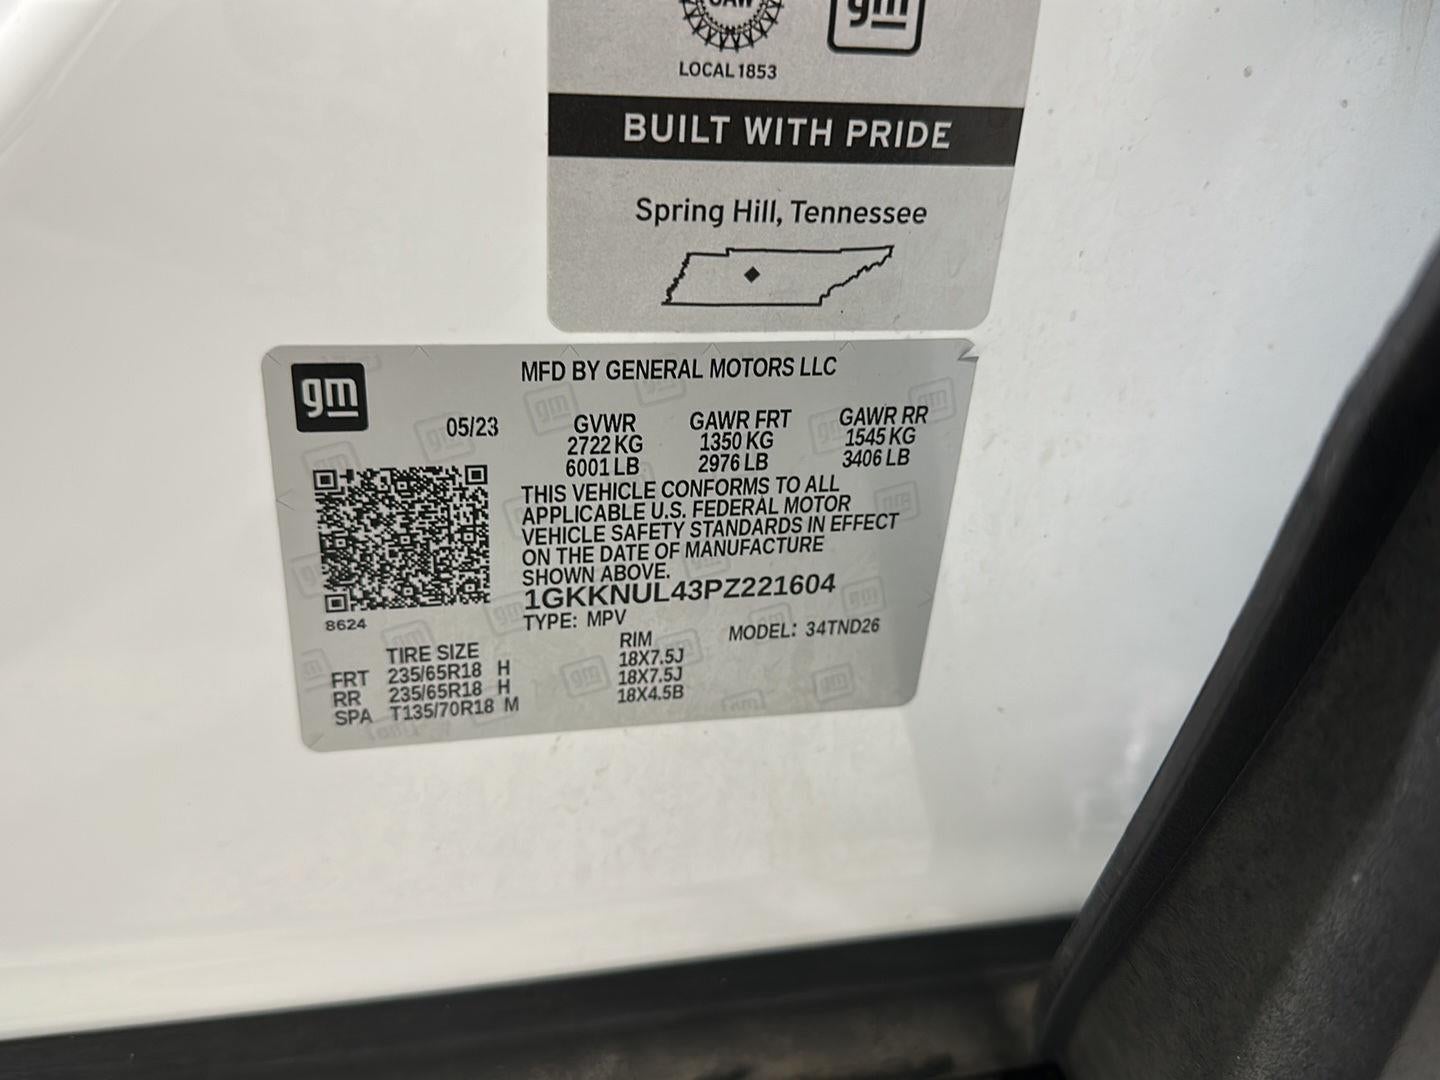 UAW
gm
LOCAL 1853
BUILT WITH PRIDE
Spring Hill, Tennessee
gm
MFD BY GENERAL MOTORS LLC
05/23
GVWR GAWR FRT GAWR RR
2722 KG 1350 KG 1545 KG
6001 LB 2976 LB 3406 LB
THIS VEHICLE CONFORMS TO ALL
APPLICABLE U.S. FEDERAL MOTOR
VEHICLE SAFETY STANDARDS IN EFFECT
ON THE DATE OF MANUFACTURE
SHOWN ABOVE.
1GKKNUL43PZ221604
8624
TYPE: MPV MODEL: 34TND26
TIRE SIZE RIM
FRT 235/65R18 H 18X7.5J
RR 235/65R18 H 18X7.5J
SPA T135/70R18 M 18X4.5B